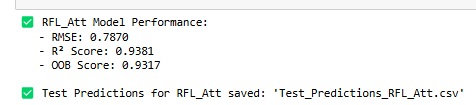 ✅ RFL_Att Model Performance:
- RMSE: 0.7870
- R² Score: 0.9381
- OOB Score: 0.9317
✅ Test Predictions for RFL_Att saved: 'Test_Predictions_RFL_Att.csv'